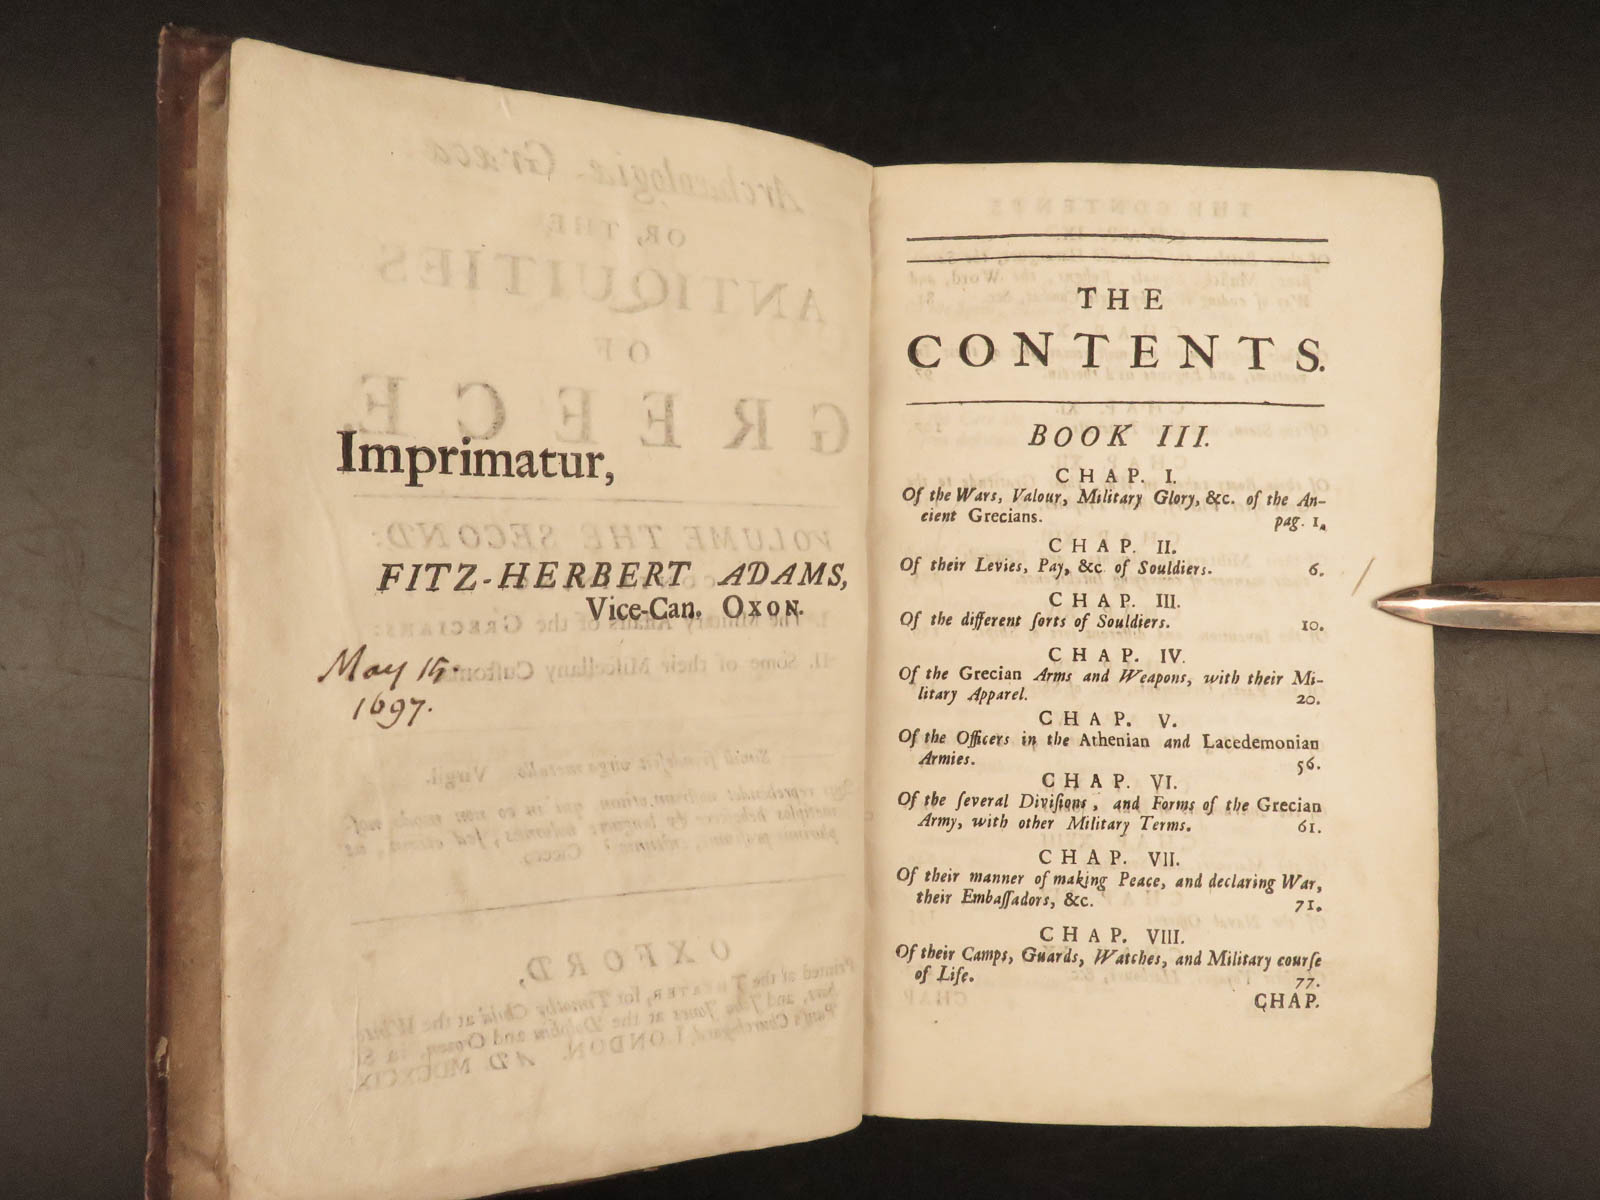 Imprimatur,
FITZ-HERBERT ADAMS,
Vice-Can. OXON.
May 15.
1697.
THE
CONTENTS.
BOOK III.
CHAP. I.
Of the Wars, Valour, Military Glory, &c. of the An-
cient Grecians. pag. 1.
CHAP. II.
Of their Levies, Pay, &c. of Souldiers. 6.
CHAP. III.
Of the different ſorts of Souldiers. 10.
CHAP. IV.
Of the Grecian Arms and Weapons, with their Mi-
litary Apparel. 20.
CHAP. V.
Of the Officers in the Athenian and Lacedemonian
Armies. 56.
CHAP. VI.
Of the ſeveral Diviſions, and Forms of the Grecian
Army, with other Military Terms. 61.
CHAP. VII.
Of their manner of making Peace, and declaring War,
their Embaſſadors, &c. 71.
CHAP. VIII.
Of their Camps, Guards, Watches, and Military courſe
of Life. 77.
CHAP.